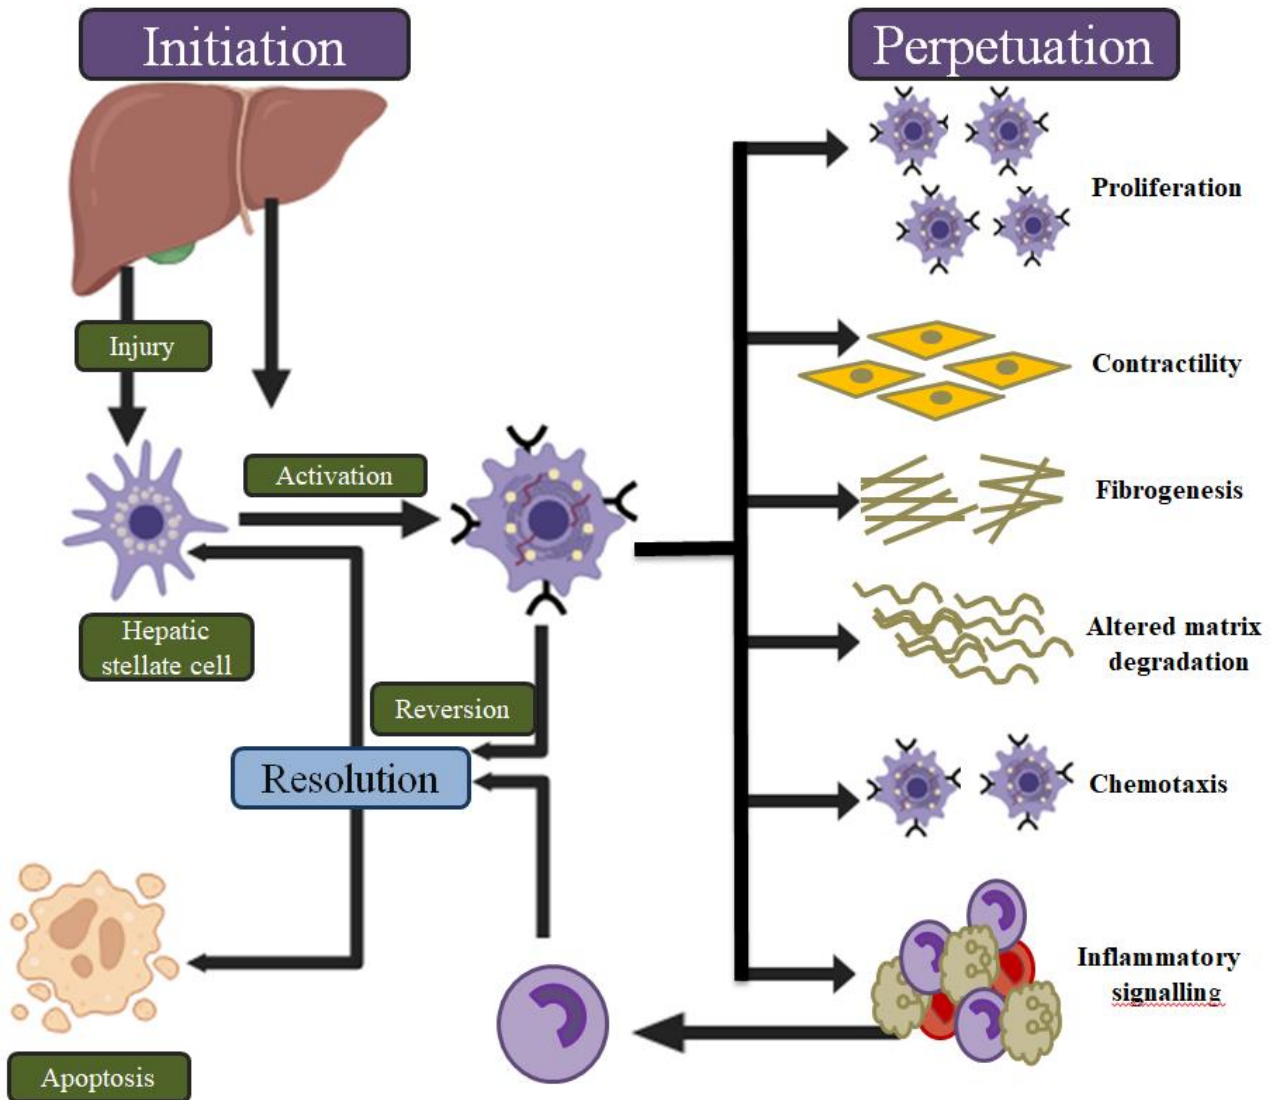 Initiation
Perpetuation
Proliferation
Injury
Contractility
Activation
Fibrogenesis
Hepatic
stellate cell
Altered matrix
degradation
Reversion
Resolution
Chemotaxis
Inflammatory
signalling
Apoptosis